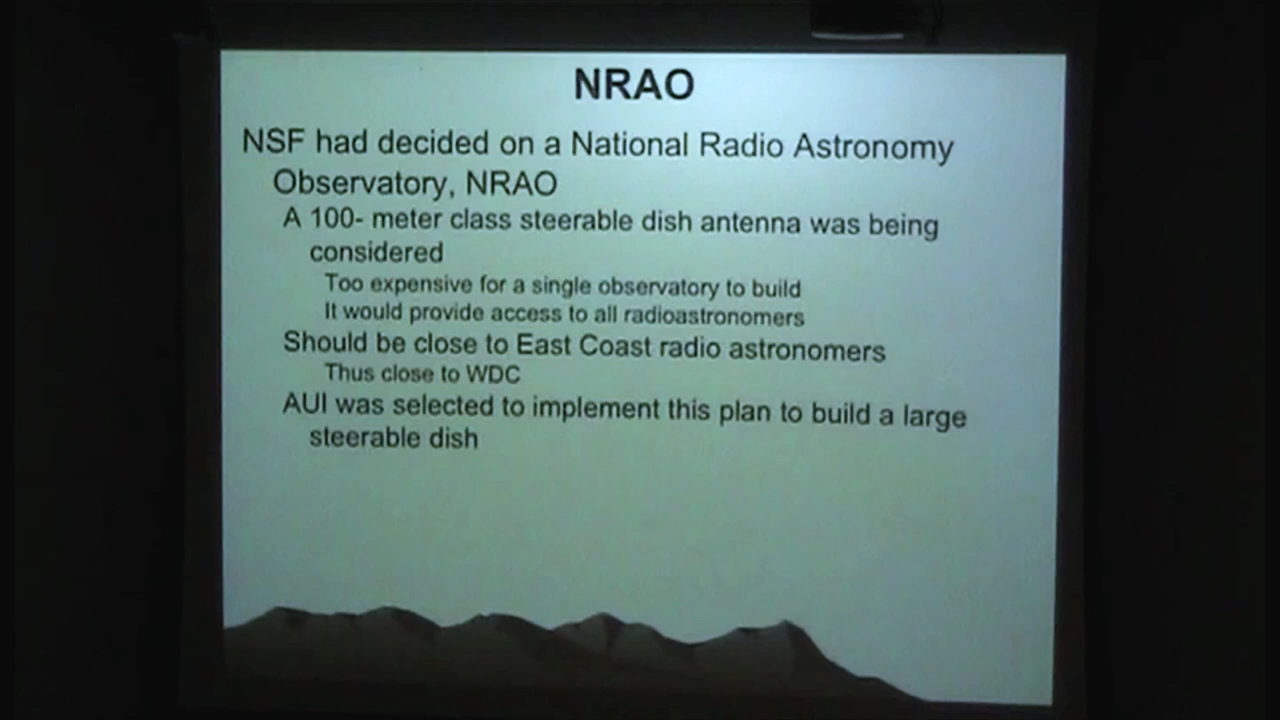 NRAO
NSF had decided on a National Radio Astronomy
Observatory, NRAO
A 100- meter class steerable dish antenna was being
considered
Too expensive for a single observatory to build
It would provide access to all radioastronomers
Should be close to East Coast radio astronomers
Thus close to WDC
AUI was selected to implement this plan to build a large
steerable dish